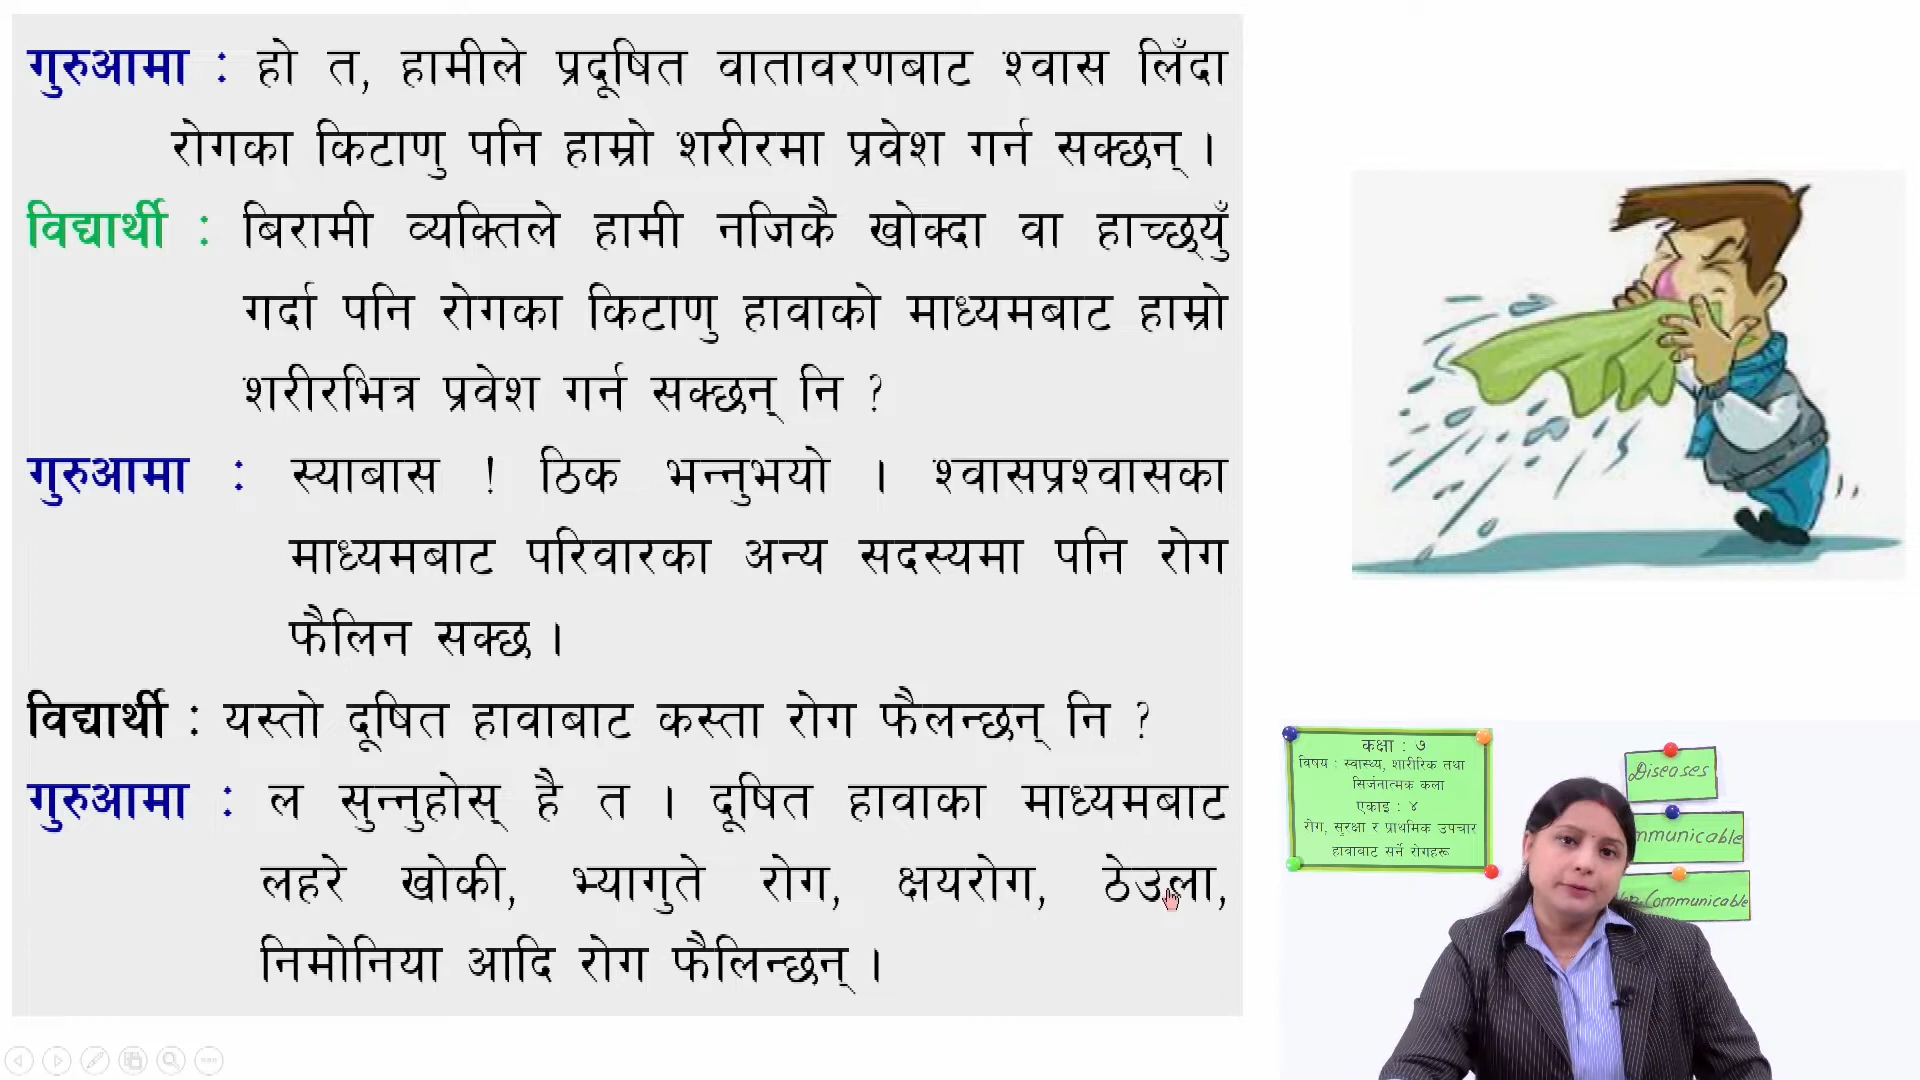 गुरुआमा : हो त, हामीले प्रदूषित वातावरणबाट श्वास लिँदा
रोगका किटाणु पनि हाम्रो शरीरमा प्रवेश गर्न सक्छन् ।
विद्यार्थी : बिरामी व्यक्तिले हामी नजिकै खोक्दा वा हाच्छ्युँ
गर्दा पनि रोगका किटाणु हावाको माध्यमबाट हाम्रो
शरीरभित्र प्रवेश गर्न सक्छन् नि ?
गुरुआमा : स्याबास ! ठिक भन्नुभयो । श्वासप्रश्वासका
माध्यमबाट परिवारका अन्य सदस्यमा पनि रोग
फैलिन सक्छ ।
विद्यार्थी : यस्तो दूषित हावाबाट कस्ता रोग फैलन्छन् नि ?
गुरुआमा : ल सुन्नुहोस् है त । दूषित हावाका माध्यमबाट
लहरे खोकी, भ्यागुते रोग, क्षयरोग, ठेउला,
निमोनिया आदि रोग फैलिन्छन् ।
कक्षा : ७
विषय : स्वास्थ्य, शारीरिक तथा
सिर्जनात्मक कला
एकाइ : ४
रोग, सुरक्षा र प्राथमिक उपचार
हावाबाट सर्ने रोगहरू
Diseases
mmunicable
Communicable